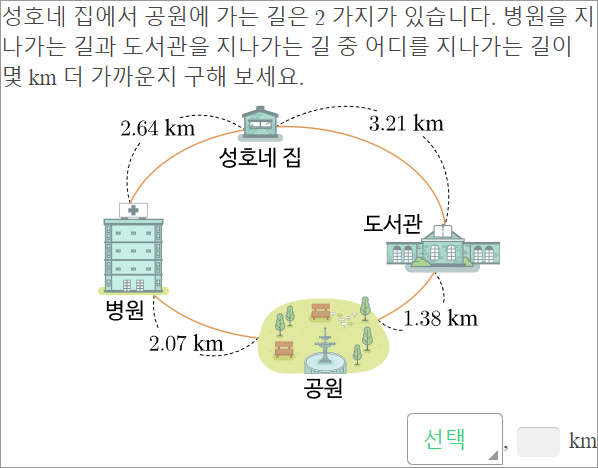 성호네 집에서 공원에 가는 길은 2 가지가 있습니다. 병원을 지
나가는 길과 도서관을 지나가는 길 중 어디를 지나가는 길이
몇 km 더 가까운지 구해 보세요.
2.64 km
3.21 km
성호네 집
도서관
병원
1.38 km
2.07 km
공원
선택 , km